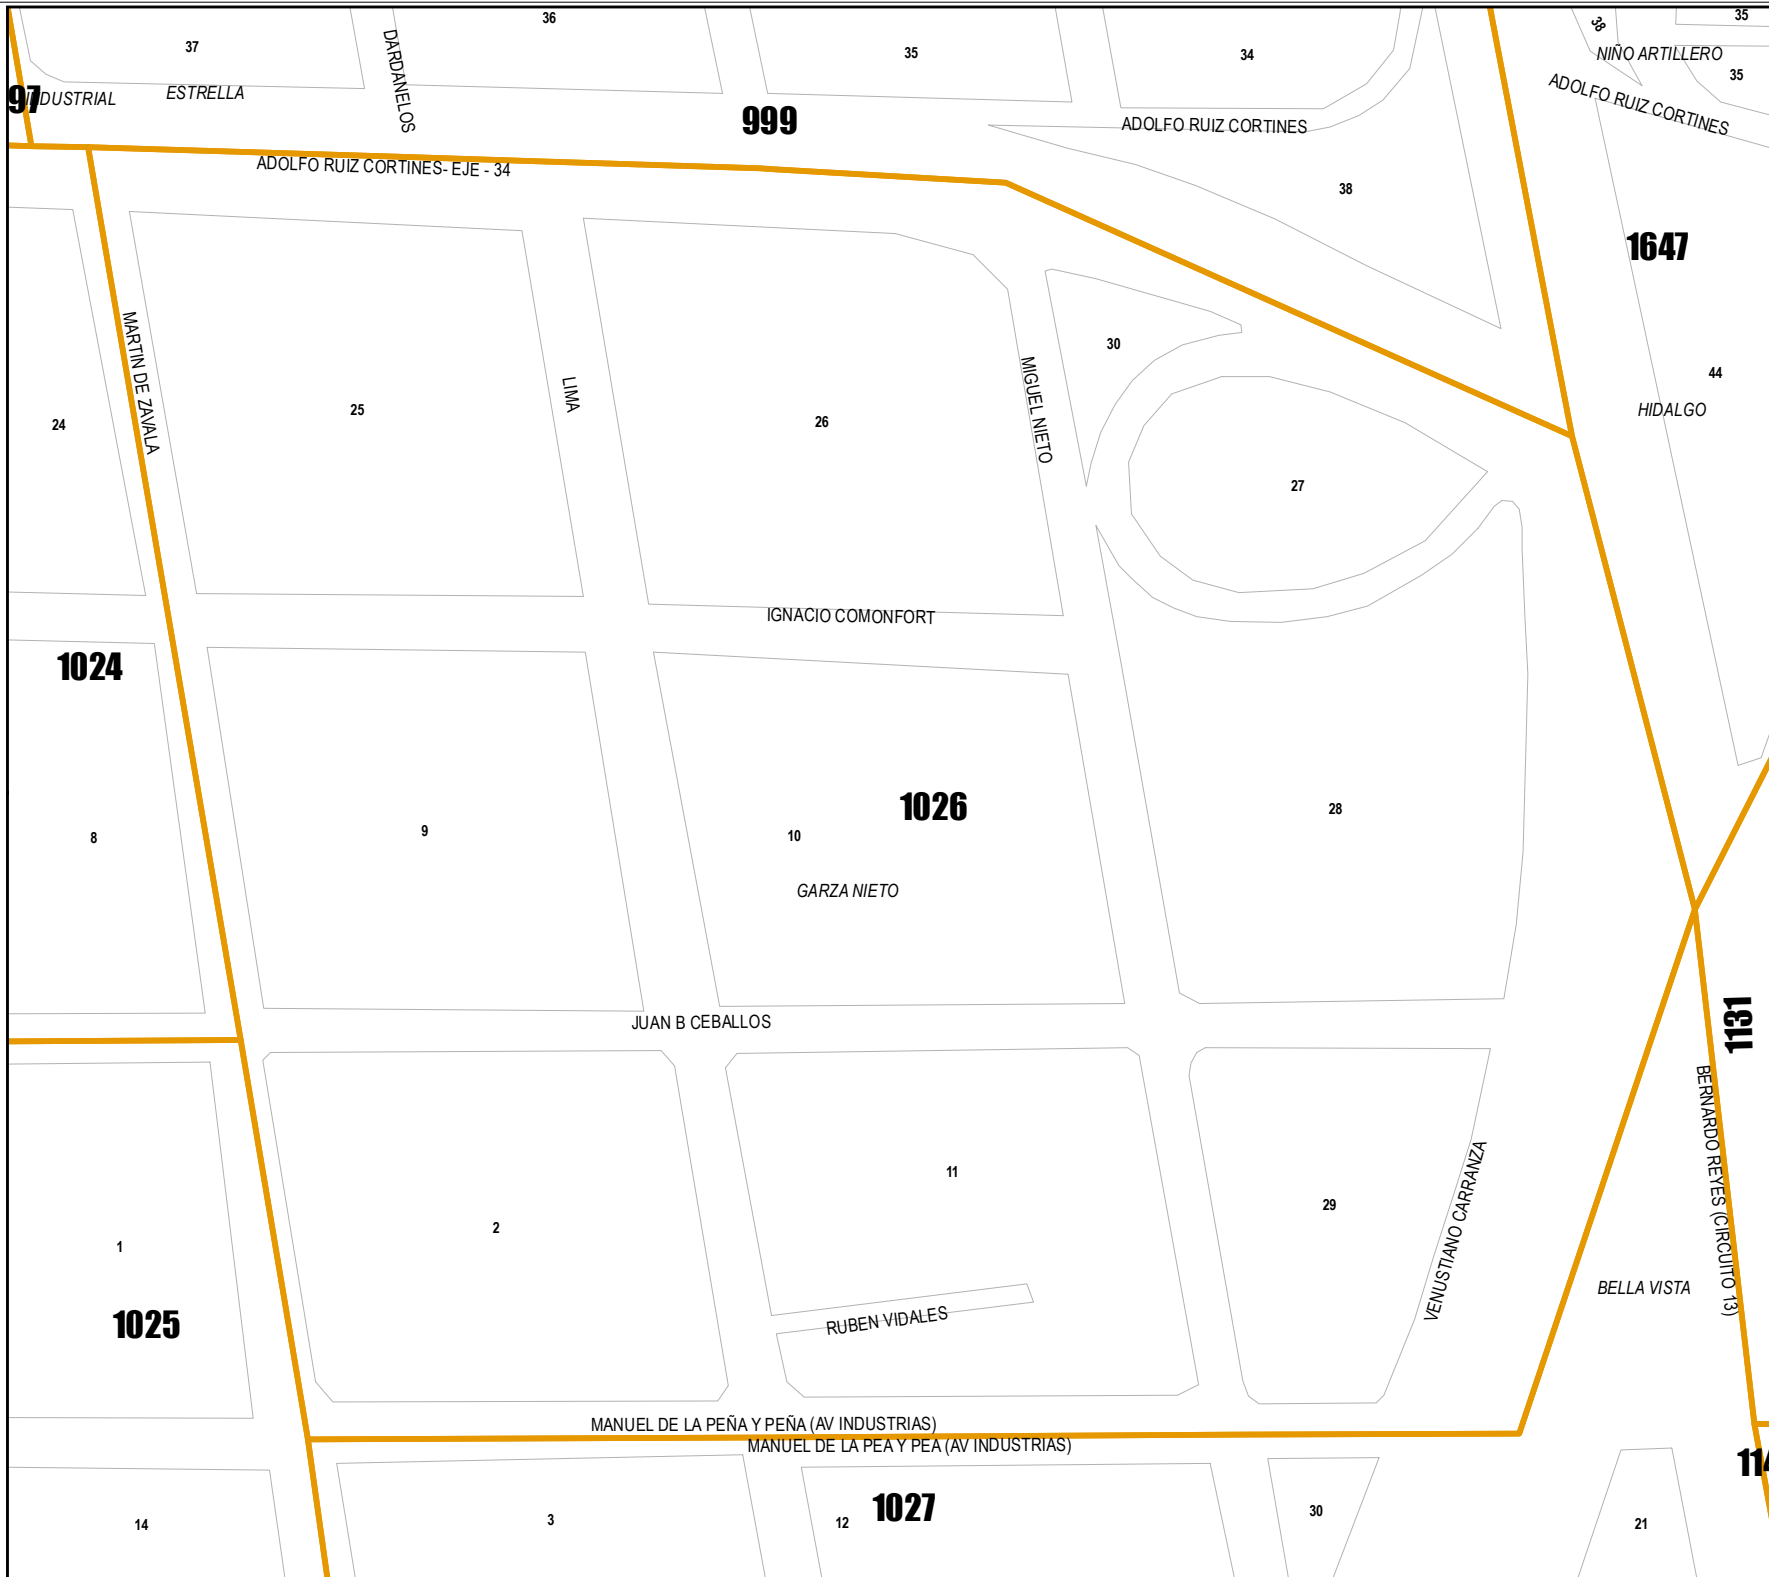 36
35
37
38
35
34
NIÑO ARTILLERO
DARDANELOS
35
97
INDUSTRIAL
ESTRELLA
ADOLFO RUIZ CORTINES
999
ADOLFO RUIZ CORTINES
ADOLFO RUIZ CORTINES- EJE - 34
38
1647
30
MARTIN DE ZAVALA
44
LIMA
MIGUEL NIETO
25
HIDALGO
24
26
27
IGNACIO COMONFORT
1024
1026
28
9
10
8
GARZA NIETO
JUAN B CEBALLOS
1131
11
BERNARDO REYES (CIRCUITO 13)
29
2
VENUSTIANO CARRANZA
1
BELLA VISTA
1025
RUBEN VIDALES
MANUEL DE LA PEÑA Y PEÑA (AV INDUSTRIAS)
MANUEL DE LA PEA Y PEA (AV INDUSTRIAS)
114
1027
30
3
12
14
21